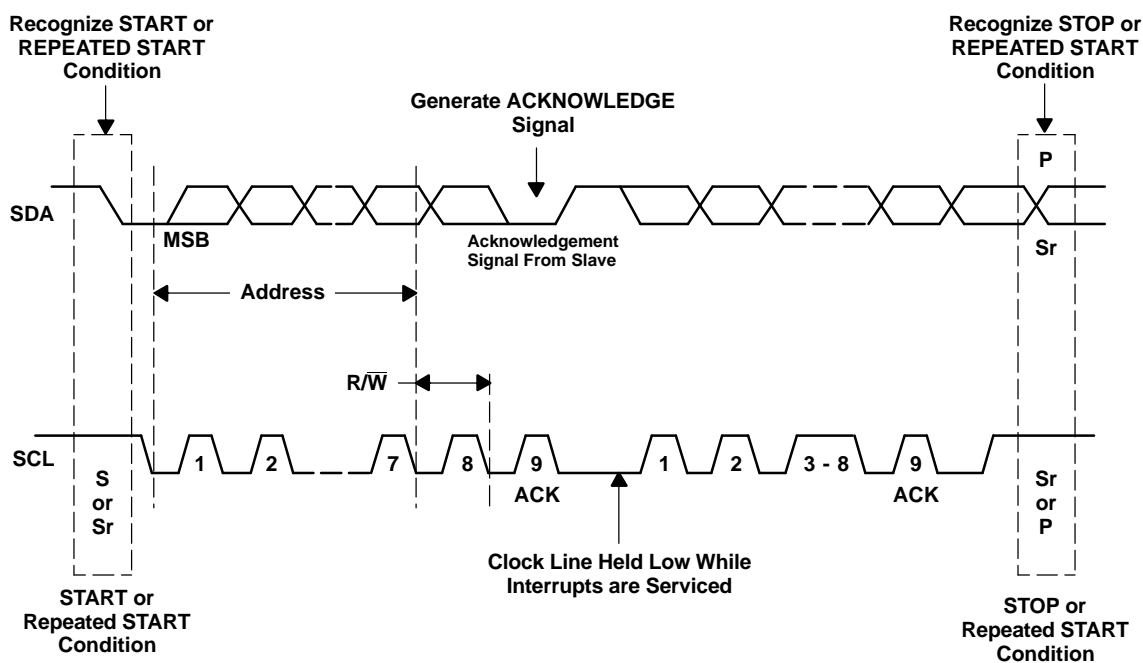 Recognize START or
REPEATED START
Condition
Recognize STOP or
REPEATED START
Condition
Generate ACKNOWLEDGE
Signal
P
SDA
MSB
Acknowledgement
Signal From Slave
Sr
Address
R/W̅
SCL
1
2
7
8
9
1
2
3 - 8
9
ACK
ACK
S
or
Sr
Sr
or
P
Clock Line Held Low While
Interrupts are Serviced
START or
Repeated START
Condition
STOP or
Repeated START
Condition